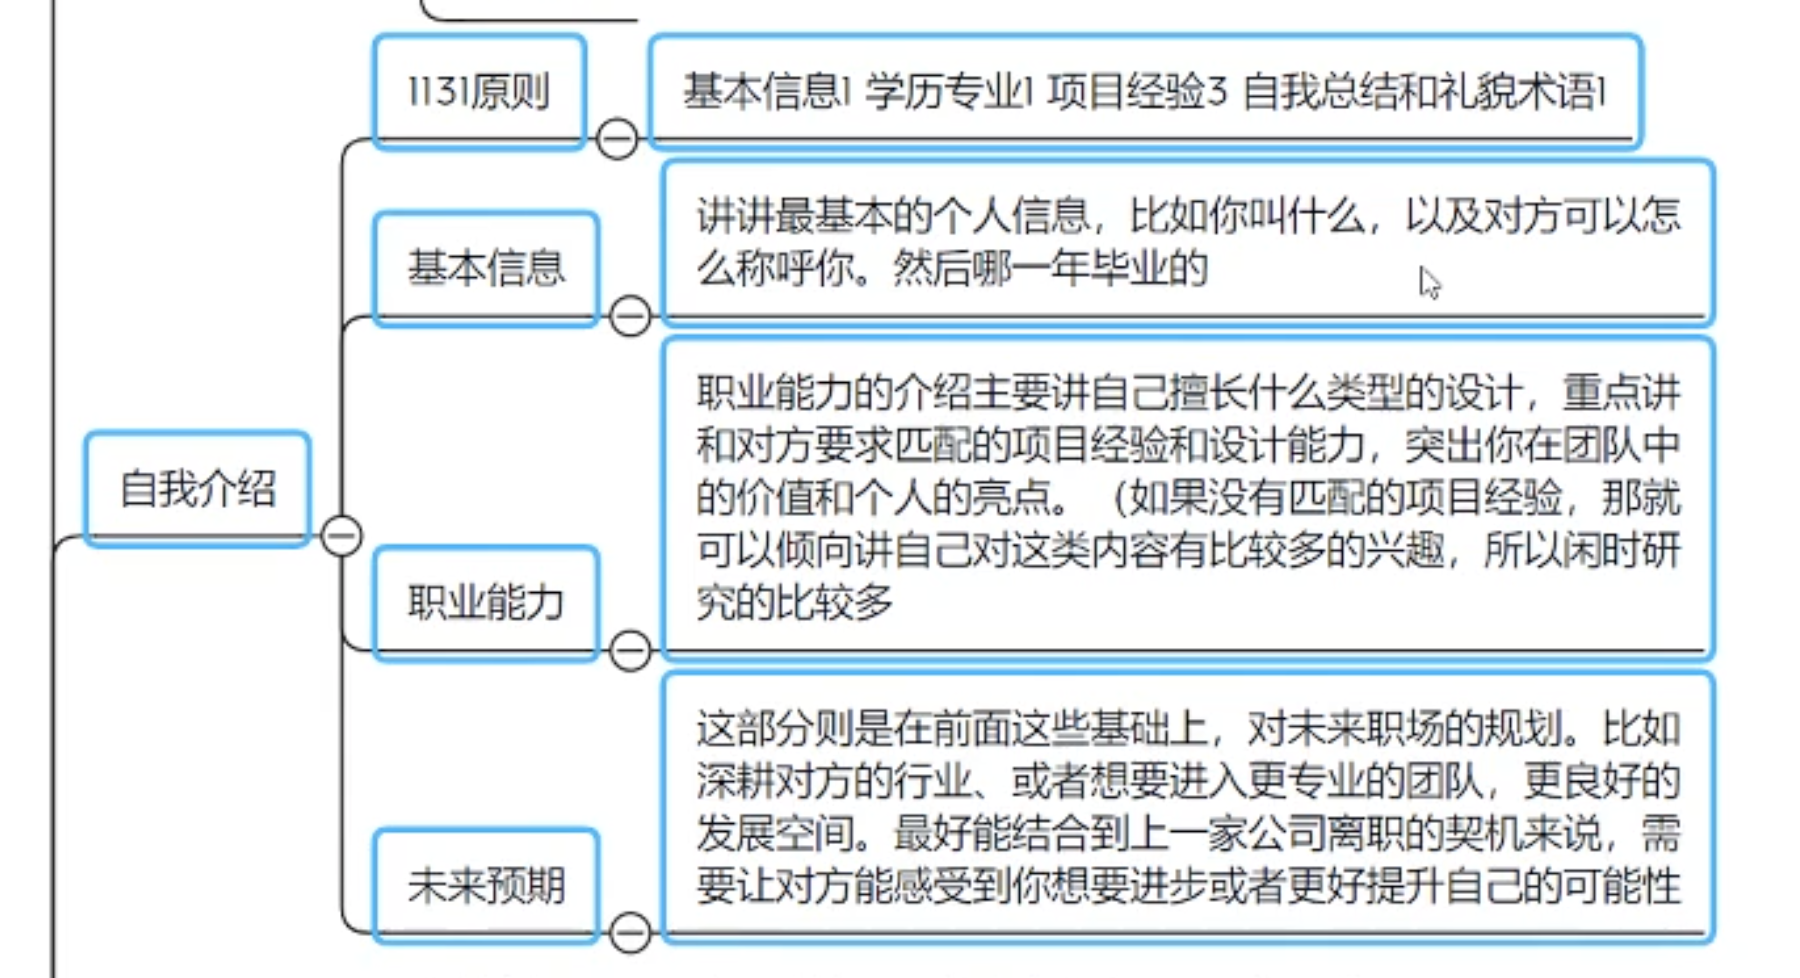 1131原则
基本信息1 学历专业1 项目经验3 自我总结和礼貌术语1
基本信息
讲讲最基本的个人信息，比如你叫什么，以及对方可以怎
么称呼你。然后哪一年毕业的
自我介绍
职业能力
职业能力的介绍主要讲自己擅长什么类型的设计，重点讲
和对方要求匹配的项目经验和设计能力，突出你在团队中
的价值和个人的亮点。（如果没有匹配的项目经验，那就
可以倾向讲自己对这类内容有比较多的兴趣，所以闲时研
究的比较多
未来预期
这部分则是在前面这些基础上，对未来职场的规划。比如
深耕对方的行业、或者想要进入更专业的团队，更良好的
发展空间。最好能结合到上一家公司离职的契机来说，需
要让对方能感受到你想要进步或者更好提升自己的可能性